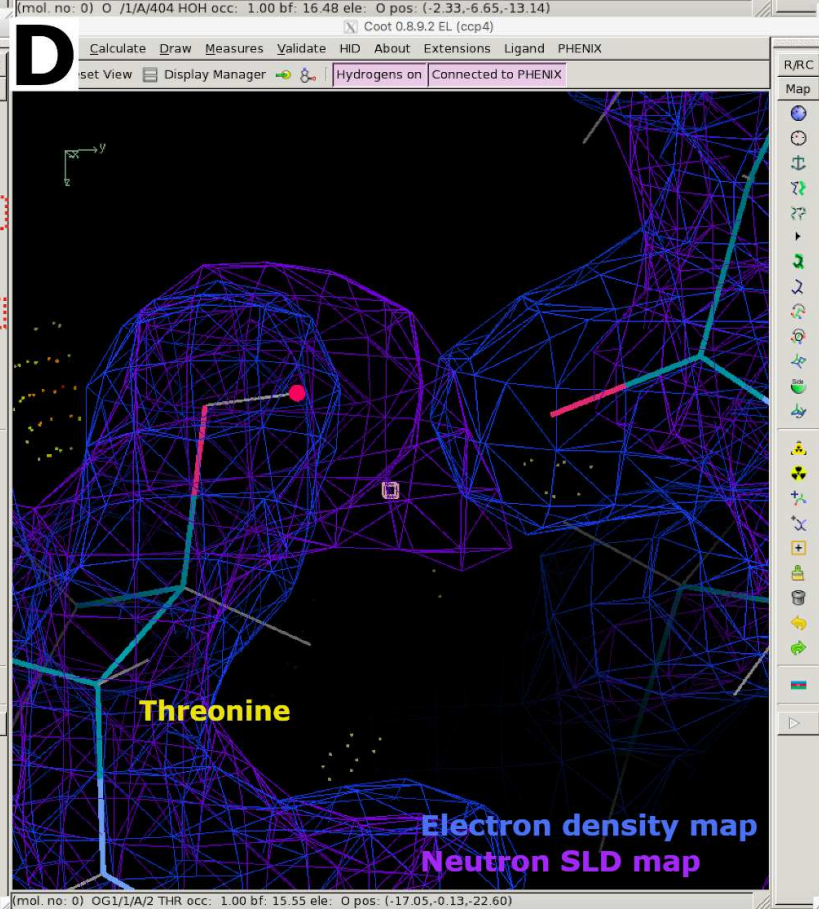 (mol. no: 0) O /1/A/404 HOH occ: 1.00 bf: 16.48 ele: O pos: (-2.33,-6.65,-13.14)
D
Coot 0.8.9.2 EL (ccp4)
Calculate Draw Measures Validate HID About Extensions Ligand PHENIX
eset View Display Manager Hydrogens on Connected to PHENIX
R/RC
Map
y
x
z
Side
Threonine
Electron density map
Neutron SLD map
(mol. no: 0) OG1/1/A/2 THR occ: 1.00 bf: 15.55 ele: O pos: (-17.05,-0.13,-22.60)